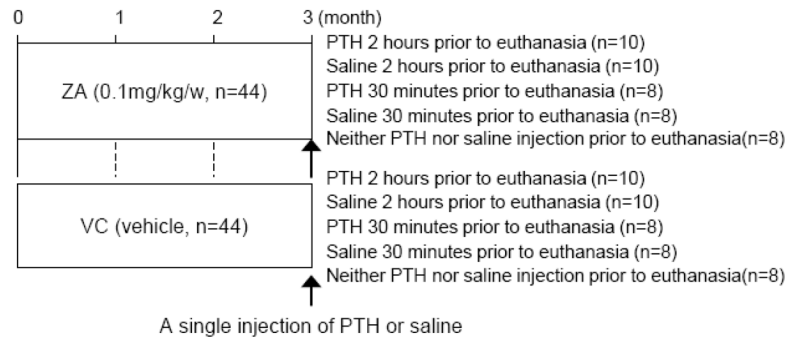 0 1 2 3 (month)
ZA (0.1mg/kg/w, n=44)
PTH 2 hours prior to euthanasia (n=10)
Saline 2 hours prior to euthanasia (n=10)
PTH 30 minutes prior to euthanasia (n=8)
Saline 30 minutes prior to euthanasia (n=8)
Neither PTH nor saline injection prior to euthanasia(n=8)
VC (vehicle, n=44)
PTH 2 hours prior to euthanasia (n=10)
Saline 2 hours prior to euthanasia (n=10)
PTH 30 minutes prior to euthanasia (n=8)
Saline 30 minutes prior to euthanasia (n=8)
Neither PTH nor saline injection prior to euthanasia(n=8)
A single injection of PTH or saline